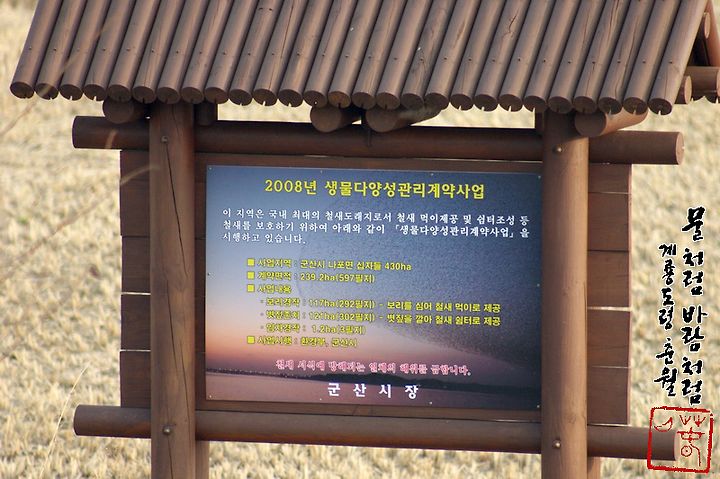 2008년 생물다양성관리계약사업
이 지역은 국내 최대의 철새도래지로서 철새 먹이제공 및 쉼터조성 등
철새를 보호하기 위하여 아래와 같이 「생물다양성관리계약사업」을
시행하고 있습니다.
■ 사업지역 : 군산시 나포면 십자들 430ha
■ 계약면적 : 239.2ha(597필지)
■ 사업내용
- 보리경작 : 117ha(292필지) - 보리를 심어 철새 먹이로 제공
- 볏짚존치 : 121ha(302필지) - 볏짚을 깔아 철새 쉼터로 제공
- 임차경작 : 1.2ha(3필지)
■ 사업시행 : 환경부, 군산시
철새 서식에 방해되는 일체의 행위를 금합니다.
군산시장
물처럼 바람처럼
계룡도령 춘월